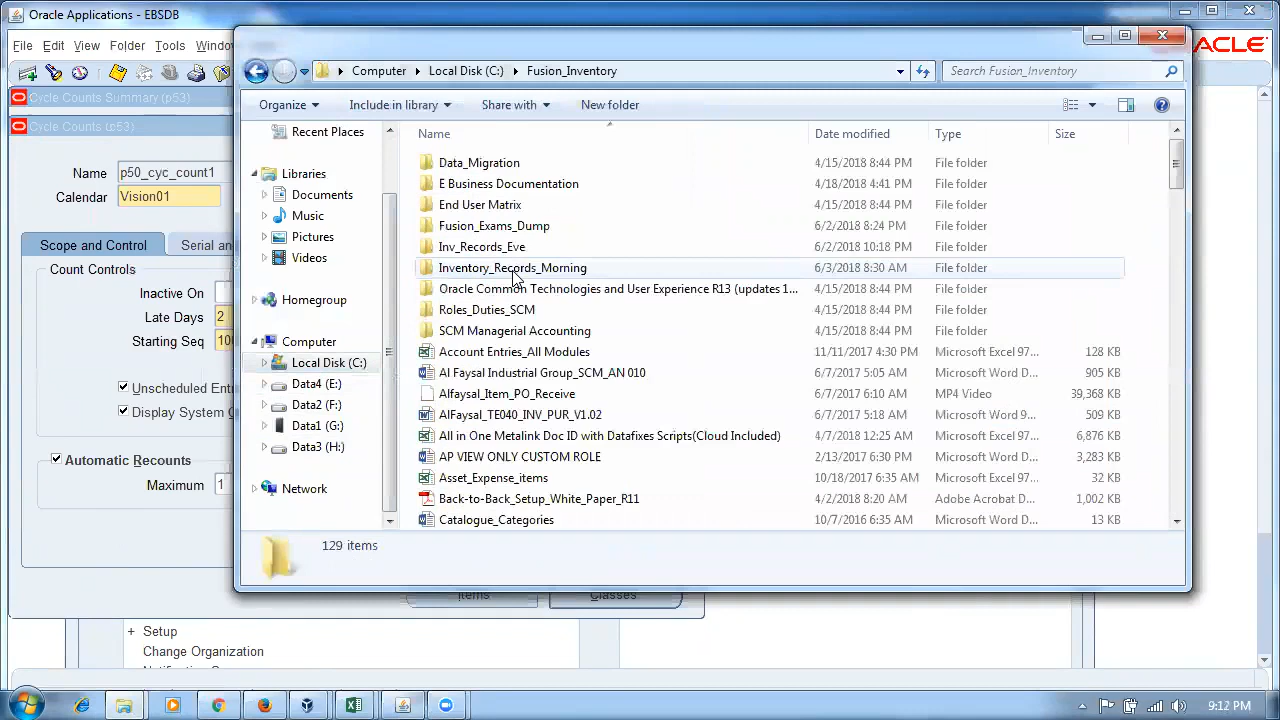 Oracle Applications - EBSDB
File Edit View Folder Tools Window
ORACLE
Cycle Counts Summary (p53)
Cycle Counts (p53)
Name p50_cyc_count1
Calendar Vision01
Scope and Control Serial and
Count Controls
Inactive On
Late Days 2
Starting Seq 10
Unscheduled Ent
Display System
Automatic Recounts
Maximum 1
Items Classes
+ Setup
Change Organization
Computer Local Disk (C:) Fusion_Inventory
Search Fusion_Inventory
Organize Include in library Share with New folder
Recent Places
Libraries
Documents
Music
Pictures
Videos
Homegroup
Computer
Local Disk (C:)
Data4 (E:)
Data2 (F:)
Data1 (G:)
Data3 (H:)
Network
Name Date modified Type Size
Data_Migration 4/15/2018 8:44 PM File folder
E Business Documentation 4/18/2018 4:41 PM File folder
End User Matrix 4/15/2018 8:44 PM File folder
Fusion_Exams_Dump 6/2/2018 8:24 PM File folder
Inv_Records_Eve 6/2/2018 10:18 PM File folder
Inventory_Records_Morning 6/3/2018 8:30 AM File folder
Oracle Common Technologies and User Experience R13 (updates 1... 4/15/2018 8:44 PM File folder
Roles_Duties_SCM 4/15/2018 8:44 PM File folder
SCM Managerial Accounting 4/15/2018 8:44 PM File folder
Account Entries_All Modules 11/11/2017 4:30 PM Microsoft Excel 97... 128 KB
Al Faysal Industrial Group_SCM_AN 010 6/7/2017 5:05 AM Microsoft Word D... 905 KB
Alfaysal_Item_PO_Receive 6/7/2017 6:10 AM MP4 Video 39,368 KB
AlFaysal_TE040_INV_PUR_V1.02 6/7/2017 5:18 AM Microsoft Word 9... 509 KB
All in One Metalink Doc ID with Datafixes Scripts(Cloud Included) 4/7/2018 12:25 AM Microsoft Excel 97... 6,876 KB
AP VIEW ONLY CUSTOM ROLE 2/13/2017 6:30 PM Microsoft Word D... 3,283 KB
Asset_Expense_items 10/18/2017 6:35 AM Microsoft Excel 97... 32 KB
Back-to-Back_Setup_White_Paper_R11 4/2/2018 8:20 AM Adobe Acrobat D... 1,002 KB
Catalogue_Categories 10/7/2016 6:35 AM Microsoft Word D... 13 KB
129 items
9:12 PM